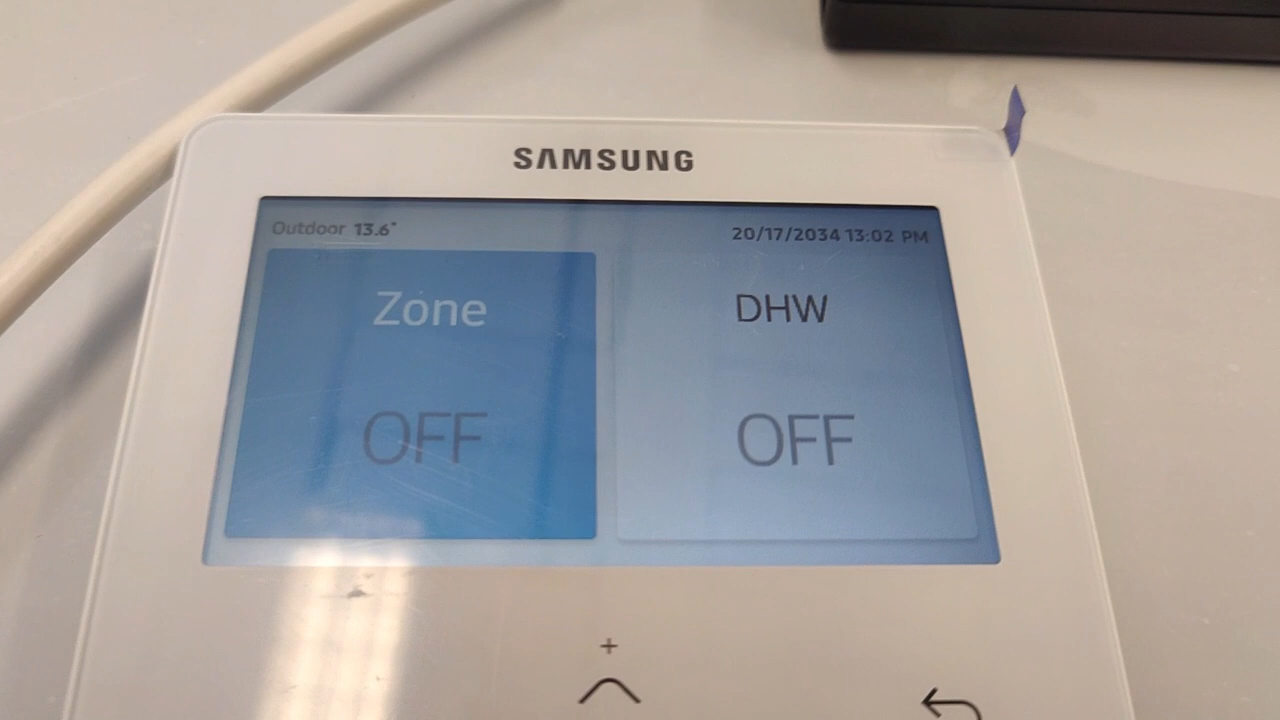 SAMSUNG
Outdoor 13.6°
20/17/2034 13:02 PM
Zone
DHW
OFF
OFF
+